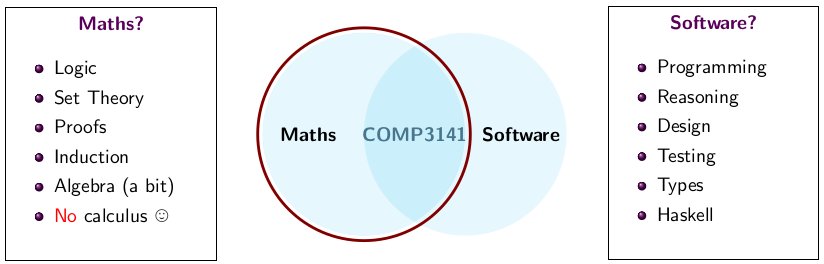 Maths?
Logic
Set Theory
Proofs
Induction
Algebra (a bit)
No calculus ☺
Maths
COMP3141
Software
Software?
Programming
Reasoning
Design
Testing
Types
Haskell